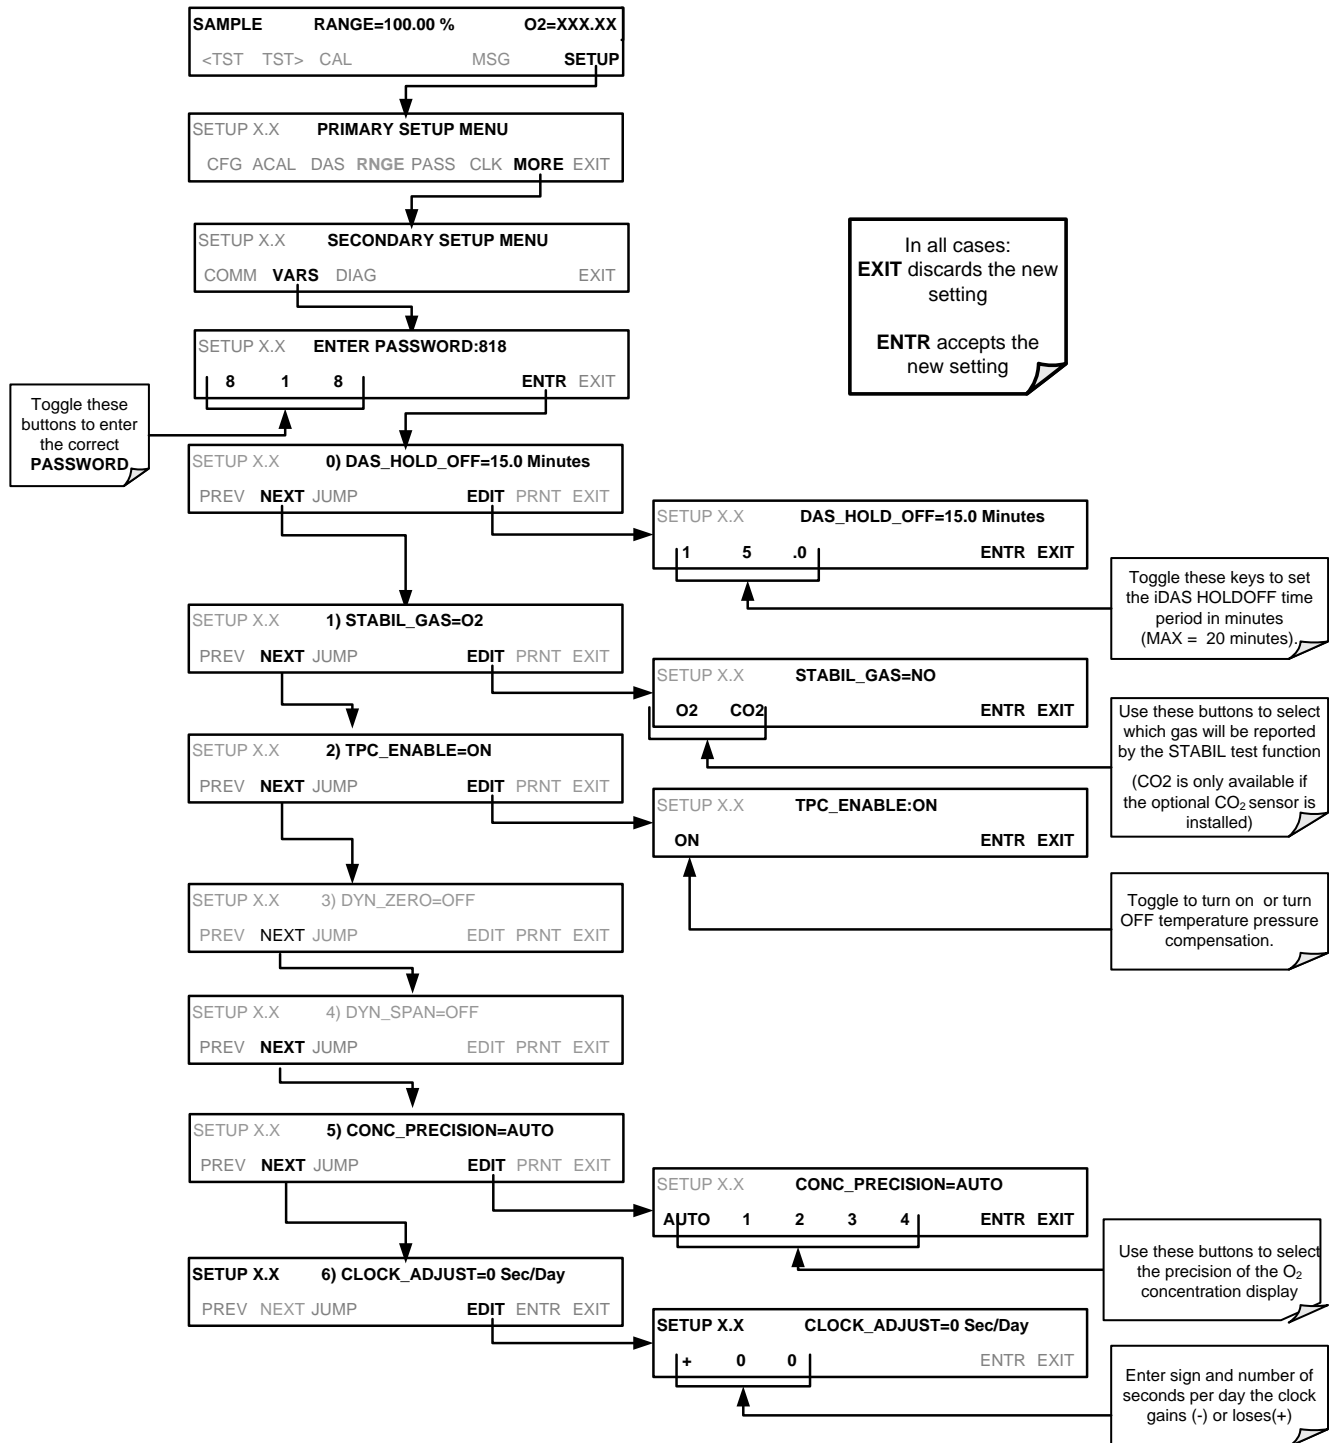 SAMPLE RANGE=100.00 % O2=XXX.XX
<TST TST> CAL MSG SETUP
SETUP X.X PRIMARY SETUP MENU
CFG ACAL DAS RNGE PASS CLK MORE EXIT
SETUP X.X SECONDARY SETUP MENU
COMM VARS DIAG EXIT
In all cases:
EXIT discards the new
setting
ENTR accepts the
new setting
SETUP X.X ENTER PASSWORD:818
8 1 8 ENTR EXIT
Toggle these
buttons to enter
the correct
PASSWORD
SETUP X.X 0) DAS_HOLD_OFF=15.0 Minutes
PREV NEXT JUMP EDIT PRNT EXIT
SETUP X.X DAS_HOLD_OFF=15.0 Minutes
1 5 .0 ENTR EXIT
Toggle these keys to set
the iDAS HOLDOFF time
period in minutes
(MAX = 20 minutes).
SETUP X.X 1) STABIL_GAS=O2
PREV NEXT JUMP EDIT PRNT EXIT
SETUP X.X STABIL_GAS=NO
O2 CO2 ENTR EXIT
Use these buttons to select
which gas will be reported
by the STABIL test function
(CO2 is only available if
the optional CO2 sensor is
installed)
SETUP X.X 2) TPC_ENABLE=ON
PREV NEXT JUMP EDIT PRNT EXIT
SETUP X.X TPC_ENABLE:ON
ON ENTR EXIT
Toggle to turn on or turn
OFF temperature pressure
compensation.
SETUP X.X 3) DYN_ZERO=OFF
PREV NEXT JUMP EDIT PRNT EXIT
SETUP X.X 4) DYN_SPAN=OFF
PREV NEXT JUMP EDIT PRNT EXIT
SETUP X.X 5) CONC_PRECISION=AUTO
PREV NEXT JUMP EDIT PRNT EXIT
SETUP X.X CONC_PRECISION=AUTO
AUTO 1 2 3 4 ENTR EXIT
Use these buttons to select
the precision of the O2
concentration display
SETUP X.X 6) CLOCK_ADJUST=0 Sec/Day
PREV NEXT JUMP EDIT ENTR EXIT
SETUP X.X CLOCK_ADJUST=0 Sec/Day
+ 0 0 ENTR EXIT
Enter sign and number of
seconds per day the clock
gains (-) or loses(+)